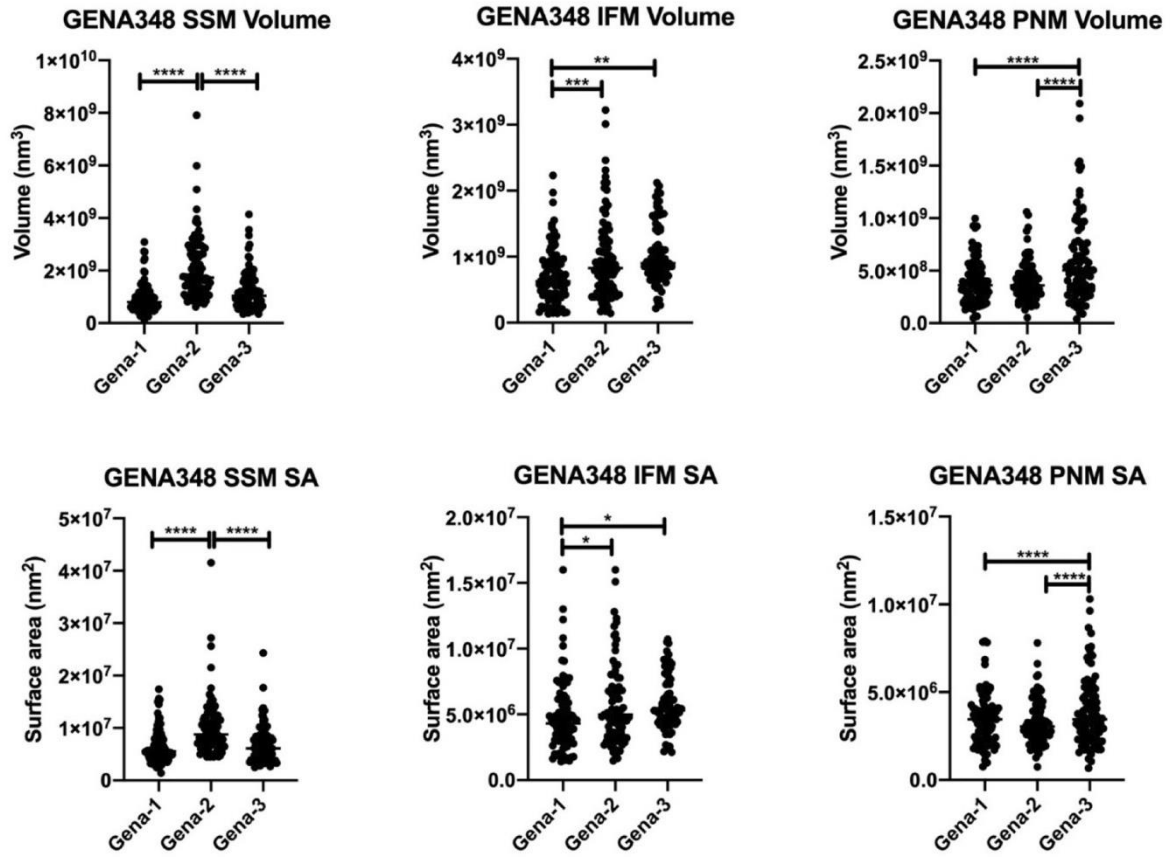 GENA348 SSM Volume
1×10¹⁰
8×10⁹
6×10⁹
4×10⁹
2×10⁹
0
Volume (nm³)
**** ****
Gena-1 Gena-2 Gena-3
GENA348 IFM Volume
4×10⁹
3×10⁹
2×10⁹
1×10⁹
0
Volume (nm³)
**
***
Gena-1 Gena-2 Gena-3
GENA348 PNM Volume
2.5×10⁹
2.0×10⁹
1.5×10⁹
1.0×10⁹
5.0×10⁸
0.0
Volume (nm³)
****
****
Gena-1 Gena-2 Gena-3
GENA348 SSM SA
5×10⁷
4×10⁷
3×10⁷
2×10⁷
1×10⁷
0
Surface area (nm²)
**** ****
Gena-1 Gena-2 Gena-3
GENA348 IFM SA
2.0×10⁷
1.5×10⁷
1.0×10⁷
5.0×10⁶
0.0
Surface area (nm²)
*
*
Gena-1 Gena-2 Gena-3
GENA348 PNM SA
1.5×10⁷
1.0×10⁷
5.0×10⁶
0.0
Surface area (nm²)
****
****
Gena-1 Gena-2 Gena-3